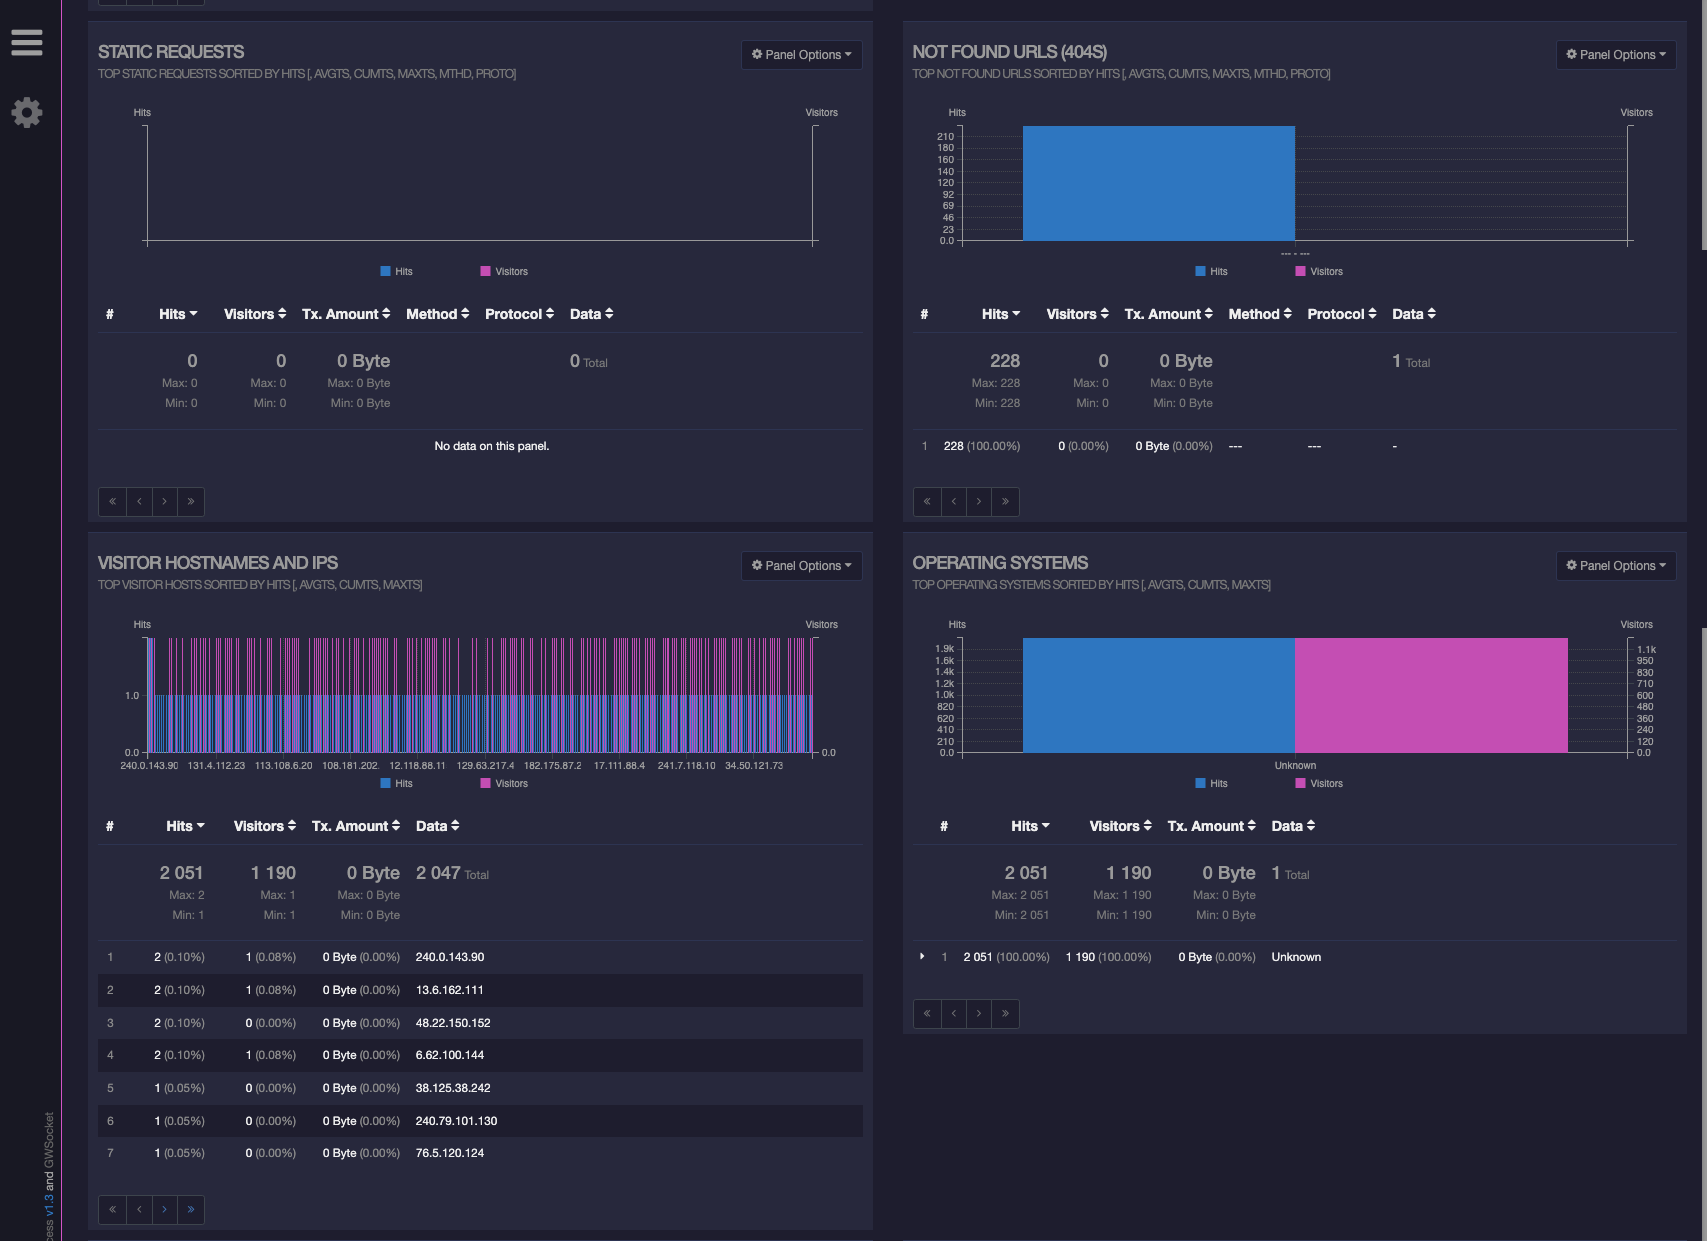 STATIC REQUESTS
Panel Options
TOP STATIC REQUESTS SORTED BY HITS [, AVGTS, CUMTS, MAXTS, MTHD, PROTO]
Hits
Visitors
Hits
Visitors
# Hits Visitors Tx. Amount Method Protocol Data
0 0 0 Byte 0 Total
Max: 0 Max: 0 Max: 0 Byte
Min: 0 Min: 0 Min: 0 Byte
No data on this panel.
« ‹ › »
NOT FOUND URLS (404S)
Panel Options
TOP NOT FOUND URLS SORTED BY HITS [, AVGTS, CUMTS, MAXTS, MTHD, PROTO]
Hits
Visitors
210
180
160
140
120
92
69
46
23
0.0
--- - ---
Hits
Visitors
# Hits Visitors Tx. Amount Method Protocol Data
228 0 0 Byte 1 Total
Max: 228 Max: 0 Max: 0 Byte
Min: 228 Min: 0 Min: 0 Byte
1 228 (100.00%) 0 (0.00%) 0 Byte (0.00%) --- --- -
« ‹ › »
VISITOR HOSTNAMES AND IPS
Panel Options
TOP VISITOR HOSTS SORTED BY HITS [, AVGTS, CUMTS, MAXTS]
Hits
Visitors
1.0
0.0
0.0
240.0.143.90 131.4.112.23 113.108.6.20 108.181.202. 12.118.88.11 129.63.217.4 182.175.87.2 17.111.88.4 241.7.118.10 34.50.121.73
Hits
Visitors
# Hits Visitors Tx. Amount Data
2 051 1 190 0 Byte 2 047 Total
Max: 2 Max: 1 Max: 0 Byte
Min: 1 Min: 1 Min: 0 Byte
1 2 (0.10%) 1 (0.08%) 0 Byte (0.00%) 240.0.143.90
2 2 (0.10%) 1 (0.08%) 0 Byte (0.00%) 13.6.162.111
3 2 (0.10%) 0 (0.00%) 0 Byte (0.00%) 48.22.150.152
4 2 (0.10%) 1 (0.08%) 0 Byte (0.00%) 6.62.100.144
5 1 (0.05%) 0 (0.00%) 0 Byte (0.00%) 38.125.38.242
6 1 (0.05%) 0 (0.00%) 0 Byte (0.00%) 240.79.101.130
7 1 (0.05%) 0 (0.00%) 0 Byte (0.00%) 76.5.120.124
« ‹ › »
OPERATING SYSTEMS
Panel Options
TOP OPERATING SYSTEMS SORTED BY HITS [, AVGTS, CUMTS, MAXTS]
Hits
Visitors
1.9k
1.6k
1.4k
1.2k
1.0k
820
620
410
210
0.0
1.1k
950
830
710
600
480
360
240
120
0.0
Unknown
Hits
Visitors
# Hits Visitors Tx. Amount Data
2 051 1 190 0 Byte 1 Total
Max: 2 051 Max: 1 190 Max: 0 Byte
Min: 2 051 Min: 1 190 Min: 0 Byte
1 2 051 (100.00%) 1 190 (100.00%) 0 Byte (0.00%) Unknown
« ‹ › »
cess v1.3 and GWSocket